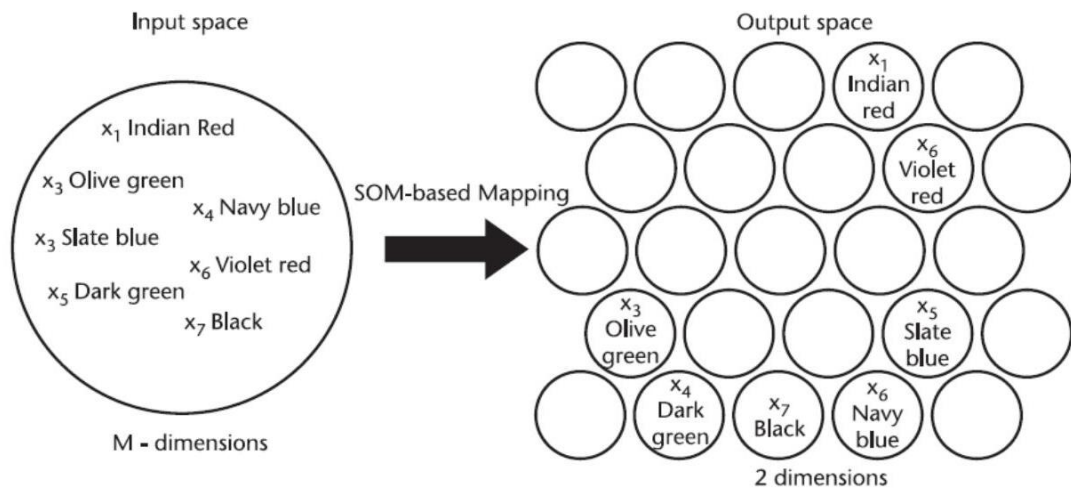 Input space
x₁ Indian Red
x₃ Olive green
x₄ Navy blue
x₃ Slate blue
x₆ Violet red
x₅ Dark green
x₇ Black
M - dimensions
SOM-based Mapping
Output space
x₁
Indian
red
x₆
Violet
red
x₃
Olive
green
x₅
Slate
blue
x₄
Dark
green
x₇
Black
x₆
Navy
blue
2 dimensions